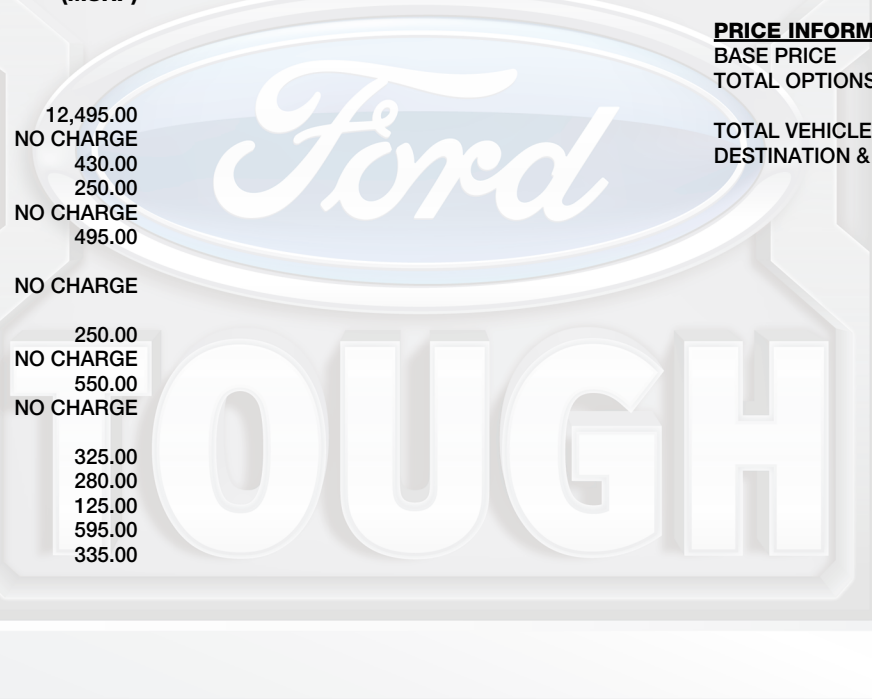 PRICE INFORM
BASE PRICE
TOTAL OPTIONS
TOTAL VEHICLE
DESTINATION &
12,495.00
NO CHARGE
430.00
250.00
NO CHARGE
495.00
NO CHARGE
250.00
NO CHARGE
550.00
NO CHARGE
325.00
280.00
125.00
595.00
335.00
Ford
TOUGH